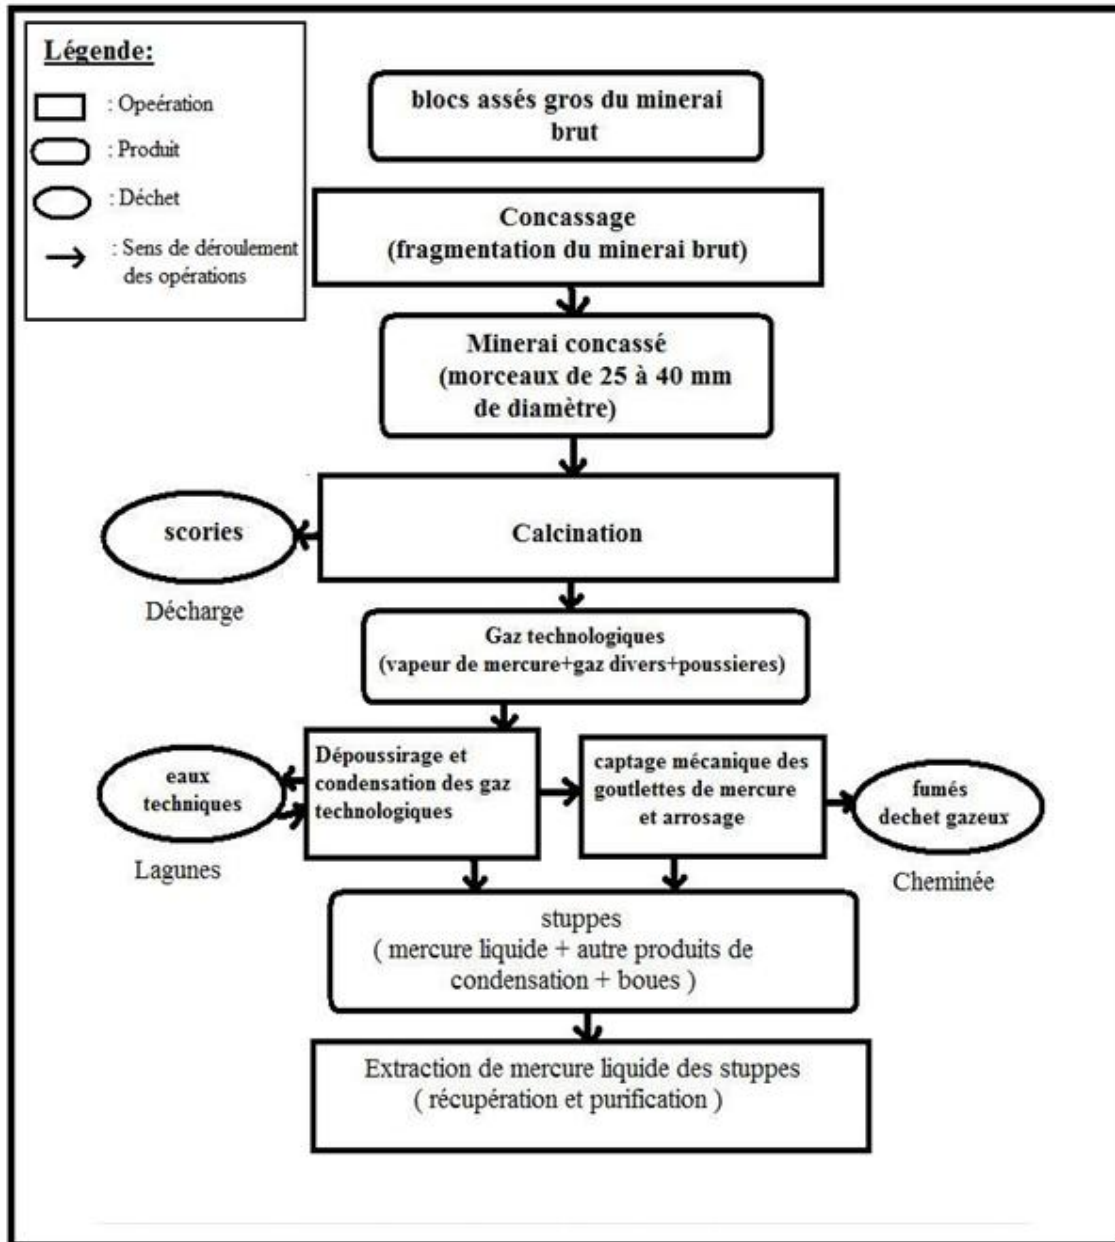 Légende:
: Opeération
: Produit
: Déchet
: Sens de déroulement
des opérations
blocs assés gros du minerai
brut
Concassage
(fragmentation du minerai brut)
Minerai concassé
(morceaux de 25 à 40 mm
de diamètre)
scories
Décharge
Calcination
Gaz technologiques
(vapeur de mercure+gaz divers+poussieres)
eaux
techniques
Lagunes
Dépoussirage et
condensation des gaz
technologiques
captage mécanique des
goutlettes de mercure
et arrosage
fumés
dechet gazeux
Cheminée
stuppes
( mercure liquide + autre produits de
condensation + boues )
Extraction de mercure liquide des stuppes
( récupération et purification )